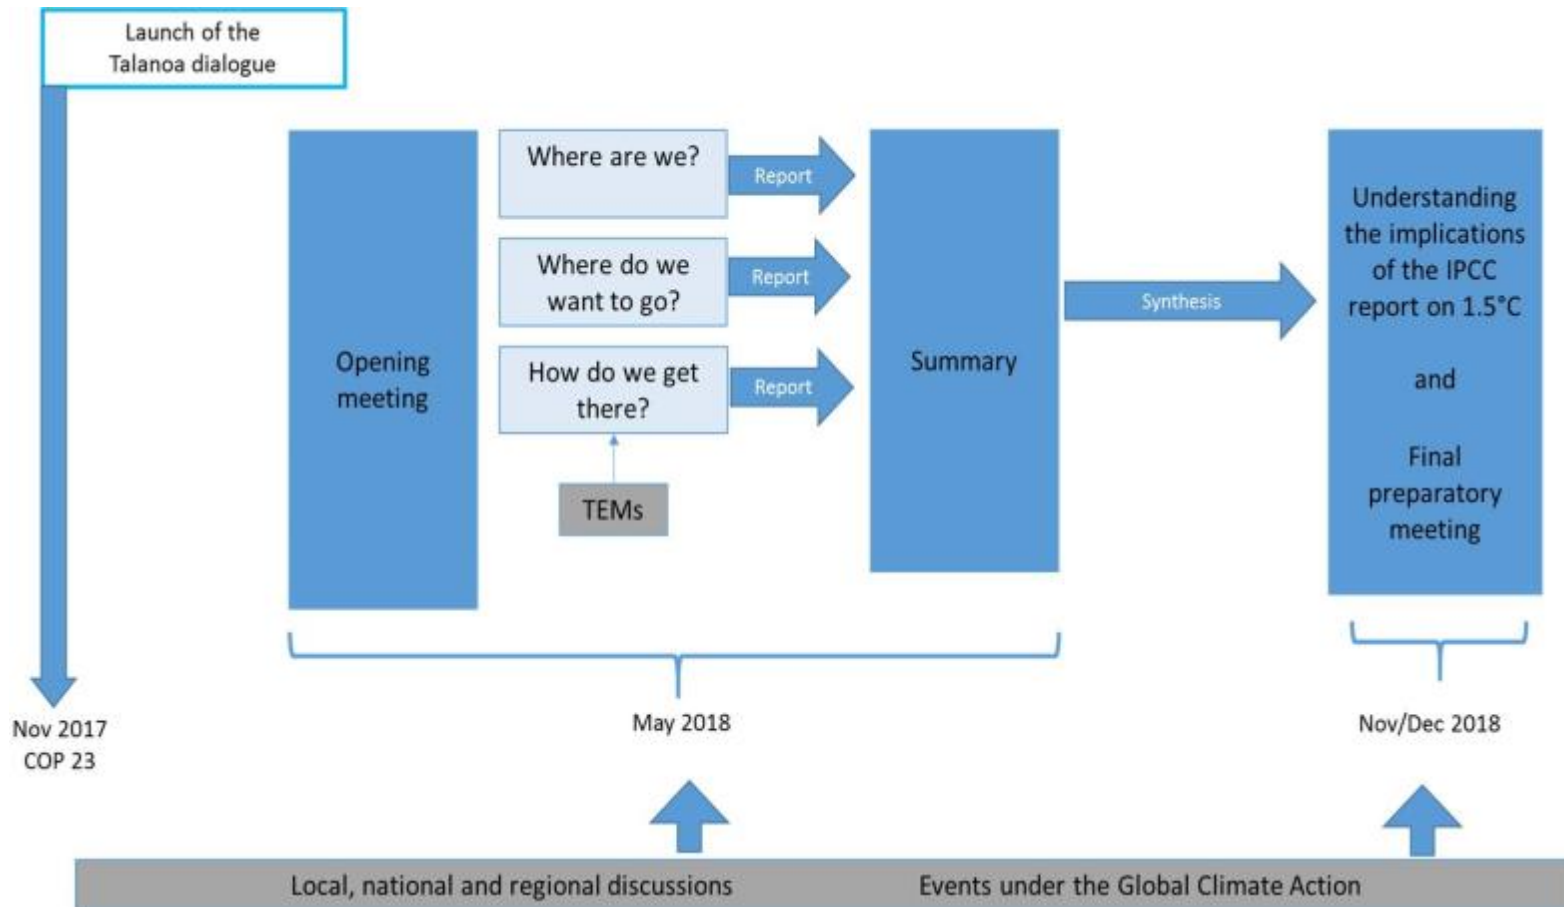 Launch of the
Talanoa dialogue
Opening
meeting
Where are we?
Report
Where do we
want to go?
Report
How do we get
there?
Report
TEMs
Summary
Synthesis
Understanding
the implications
of the IPCC
report on 1.5°C
and
Final
preparatory
meeting
Nov 2017
COP 23
May 2018
Nov/Dec 2018
Local, national and regional discussions
Events under the Global Climate Action